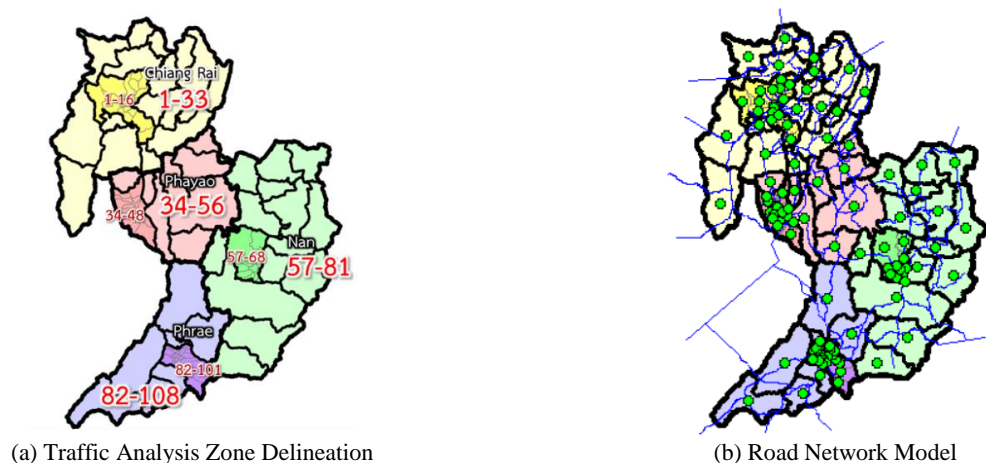 Chiang Rai
1-16
1-33
Phayao
34-48
34-56
Nan
57-68
57-81
Phrae
82-101
82-108
(a) Traffic Analysis Zone Delineation
(b) Road Network Model